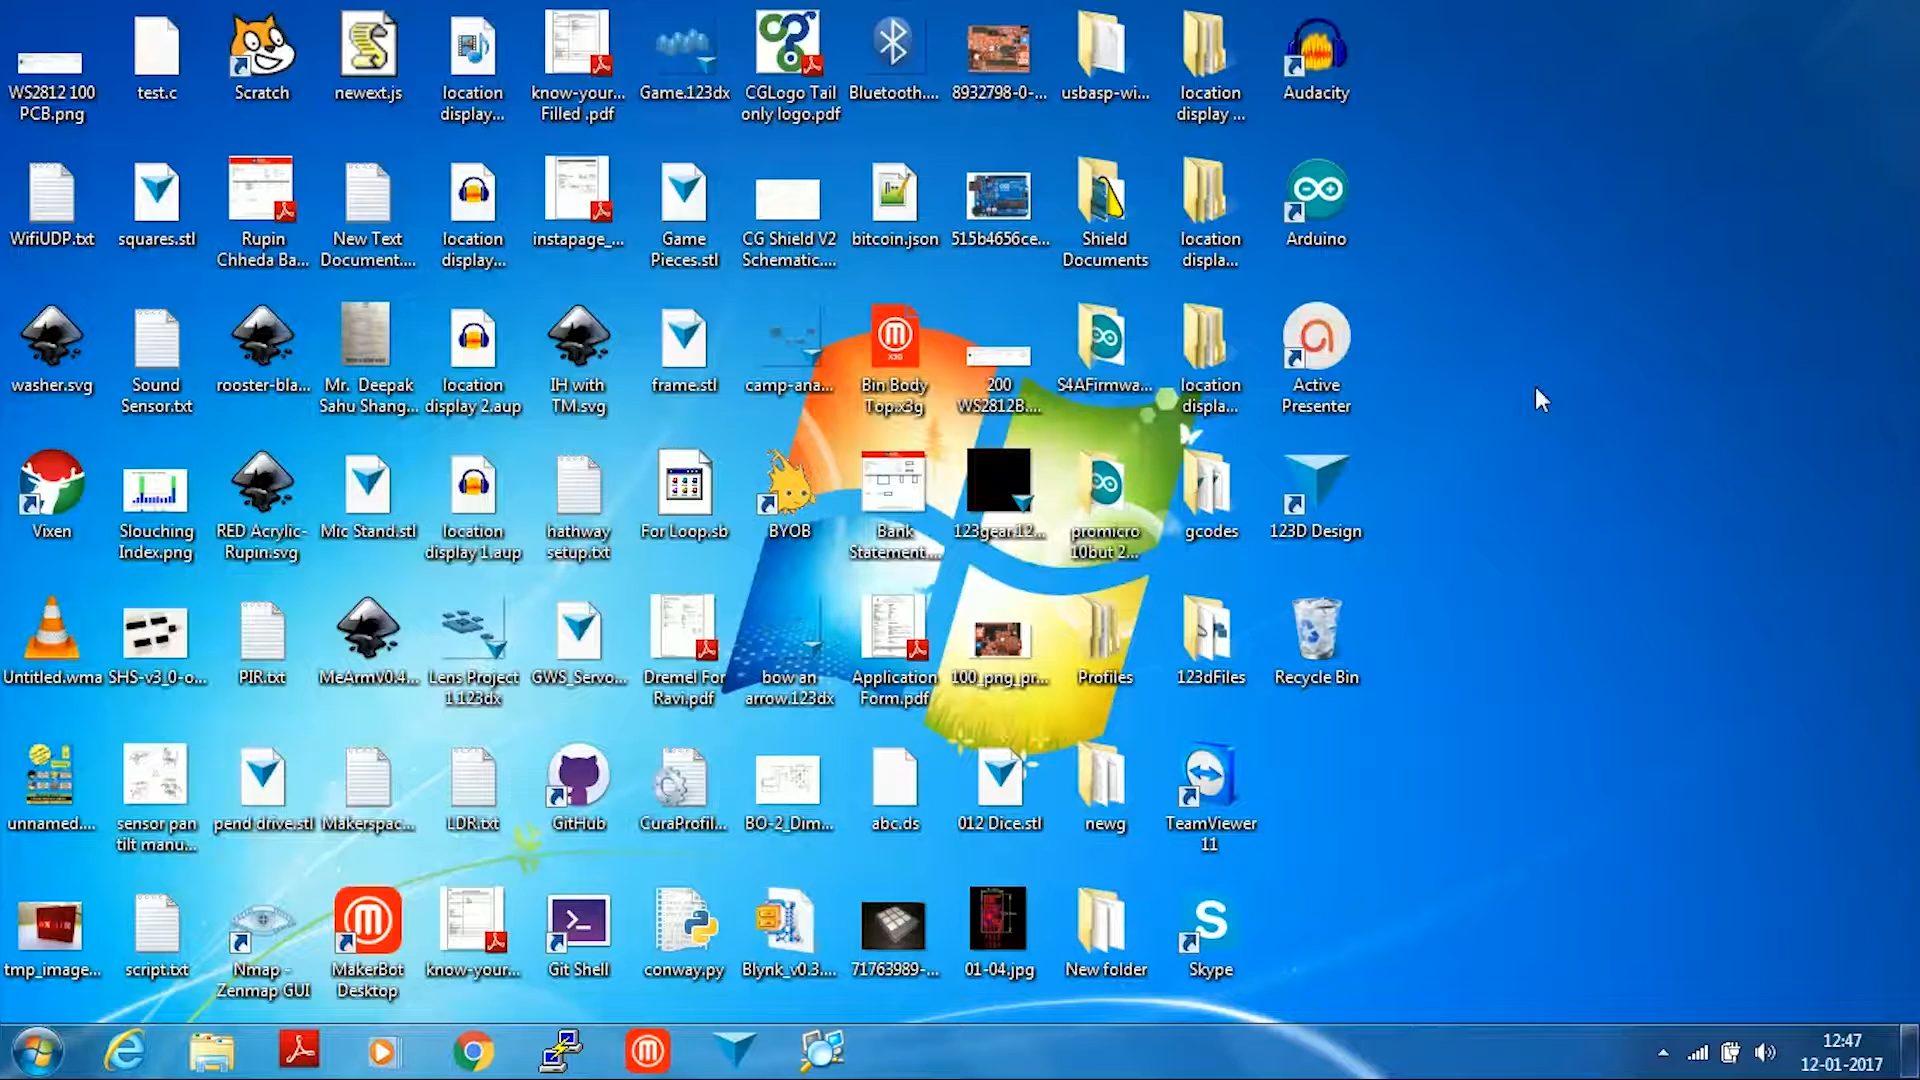 WS2812 100
PCB.png
test.c
Scratch
newext.js
location
display...
know-your...
Filled .pdf
Game.123dx
CGLogo Tail
only logo.pdf
Bluetooth....
8932798-0-...
usbasp-wi...
location
display ...
Audacity
WifiUDP.txt
squares.stl
Rupin
Chheda Ba...
New Text
Document....
location
display...
instapage_...
Game
Pieces.stl
CG Shield V2
Schematic....
bitcoin.json
515b4656ce...
Shield
Documents
location
displa...
Arduino
washer.svg
Sound
Sensor.txt
rooster-bla...
Mr. Deepak
Sahu Shang...
location
display 2.aup
IH with
TM.svg
frame.stl
camp-ana...
Bin Body
Top.x3g
200
WS2812B....
S4AFirmwa...
location
displa...
Active
Presenter
Vixen
Slouching
Index.png
RED Acrylic-
Rupin.svg
Mic Stand.stl
location
display 1.aup
hathway
setup.txt
For Loop.sb
BYOB
Bank
Statement....
123gear.12...
promicro
10but 2...
gcodes
123D Design
Untitled.wma
SHS-v3_0-o...
PIR.txt
MeArmV0.4...
Lens Project
1.123dx
GWS_Servo...
Dremel For
Ravi.pdf
bow an
arrow.123dx
Application
Form.pdf
100_png_pr...
Profiles
123dFiles
Recycle Bin
unnamed....
sensor pan
tilt manu...
pend drive.stl
Makerspac...
LDR.txt
GitHub
CuraProfil...
BO-2_Dim...
abc.ds
012 Dice.stl
newg
TeamViewer
11
tmp_image...
script.txt
Nmap -
Zenmap GUI
MakerBot
Desktop
know-your...
Git Shell
conway.py
Blynk_v0.3....
71763989-...
01-04.jpg
New folder
Skype
12:47
12-01-2017